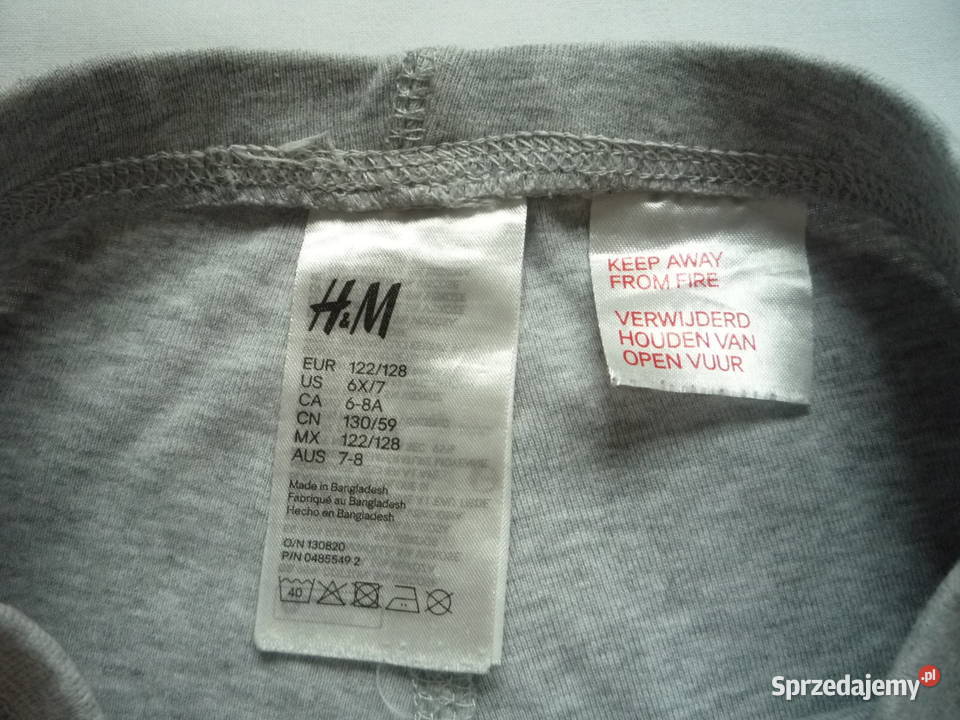 H&M
EUR 122/128
US 6X/7
CA 6-8A
CN 130/59
MX 122/128
AUS 7-8
Made in Bangladesh
Fabriqué au Bangladesh
Hecho en Bangladesh
O/N 130820
P/N 0485549 2
40
KEEP AWAY
FROM FIRE
VERWIJDERD
HOUDEN VAN
OPEN VUUR
Sprzedajemy.pl